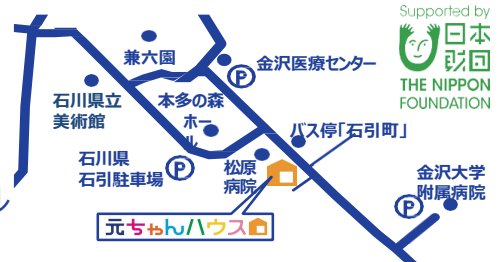 Supported by
日本
財団
THE NIPPON
FOUNDATION
兼六園
金沢医療センター
P
石川県立
美術館
本多の森
ホー
ル
バス停「石引町」
石川県
石引駐車場
P
松原
病院
金沢大学
附属病院
P
元ちゃんハウス